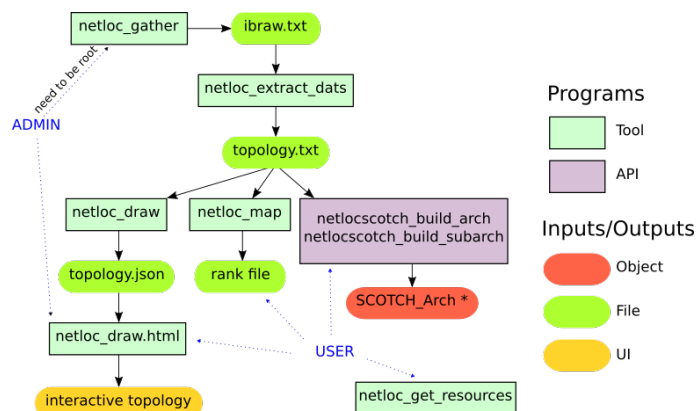 netloc_gather
ibraw.txt
need to be root
netloc_extract_dats
ADMIN
topology.txt
netloc_draw
netloc_map
netlocscotch_build_arch
netlocscotch_build_subarch
topology.json
rank file
SCOTCH_Arch *
netloc_draw.html
USER
interactive topology
netloc_get_resources
Programs
Tool
API
Inputs/Outputs
Object
File
UI